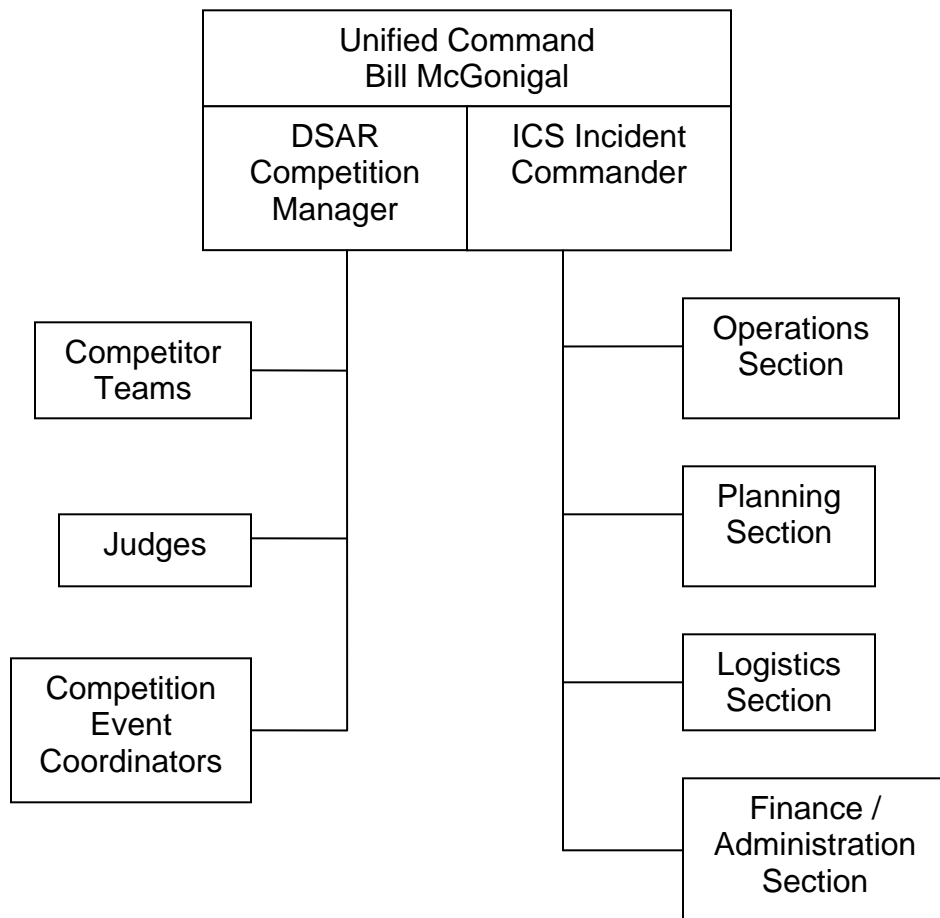 Unified Command
Bill McGonigal
DSAR
Competition
Manager
ICS Incident
Commander
Competitor
Teams
Judges
Competition
Event
Coordinators
Operations
Section
Planning
Section
Logistics
Section
Finance /
Administration
Section